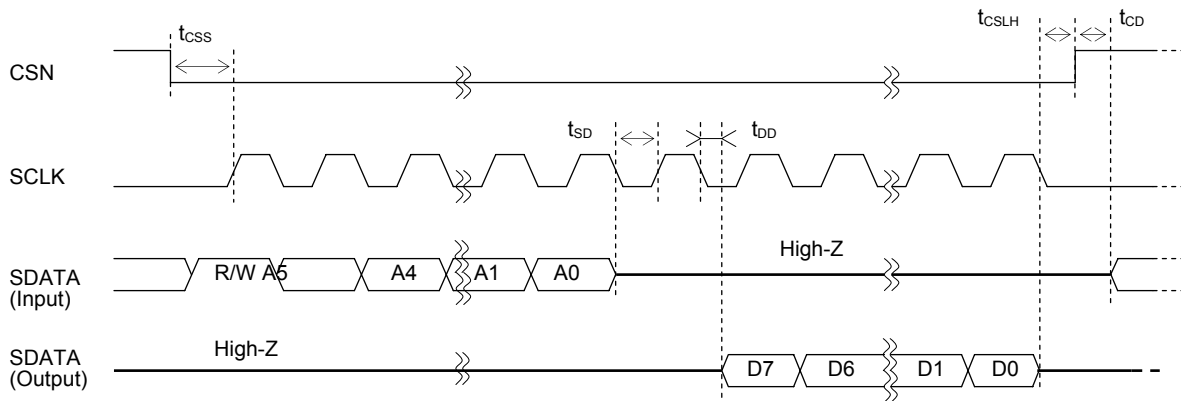 tCSS
tCSLH
tCD
CSN
tSD
tDD
SCLK
High-Z
SDATA
(Input)
R/W A5
A4
A1
A0
High-Z
SDATA
(Output)
D7
D6
D1
D0